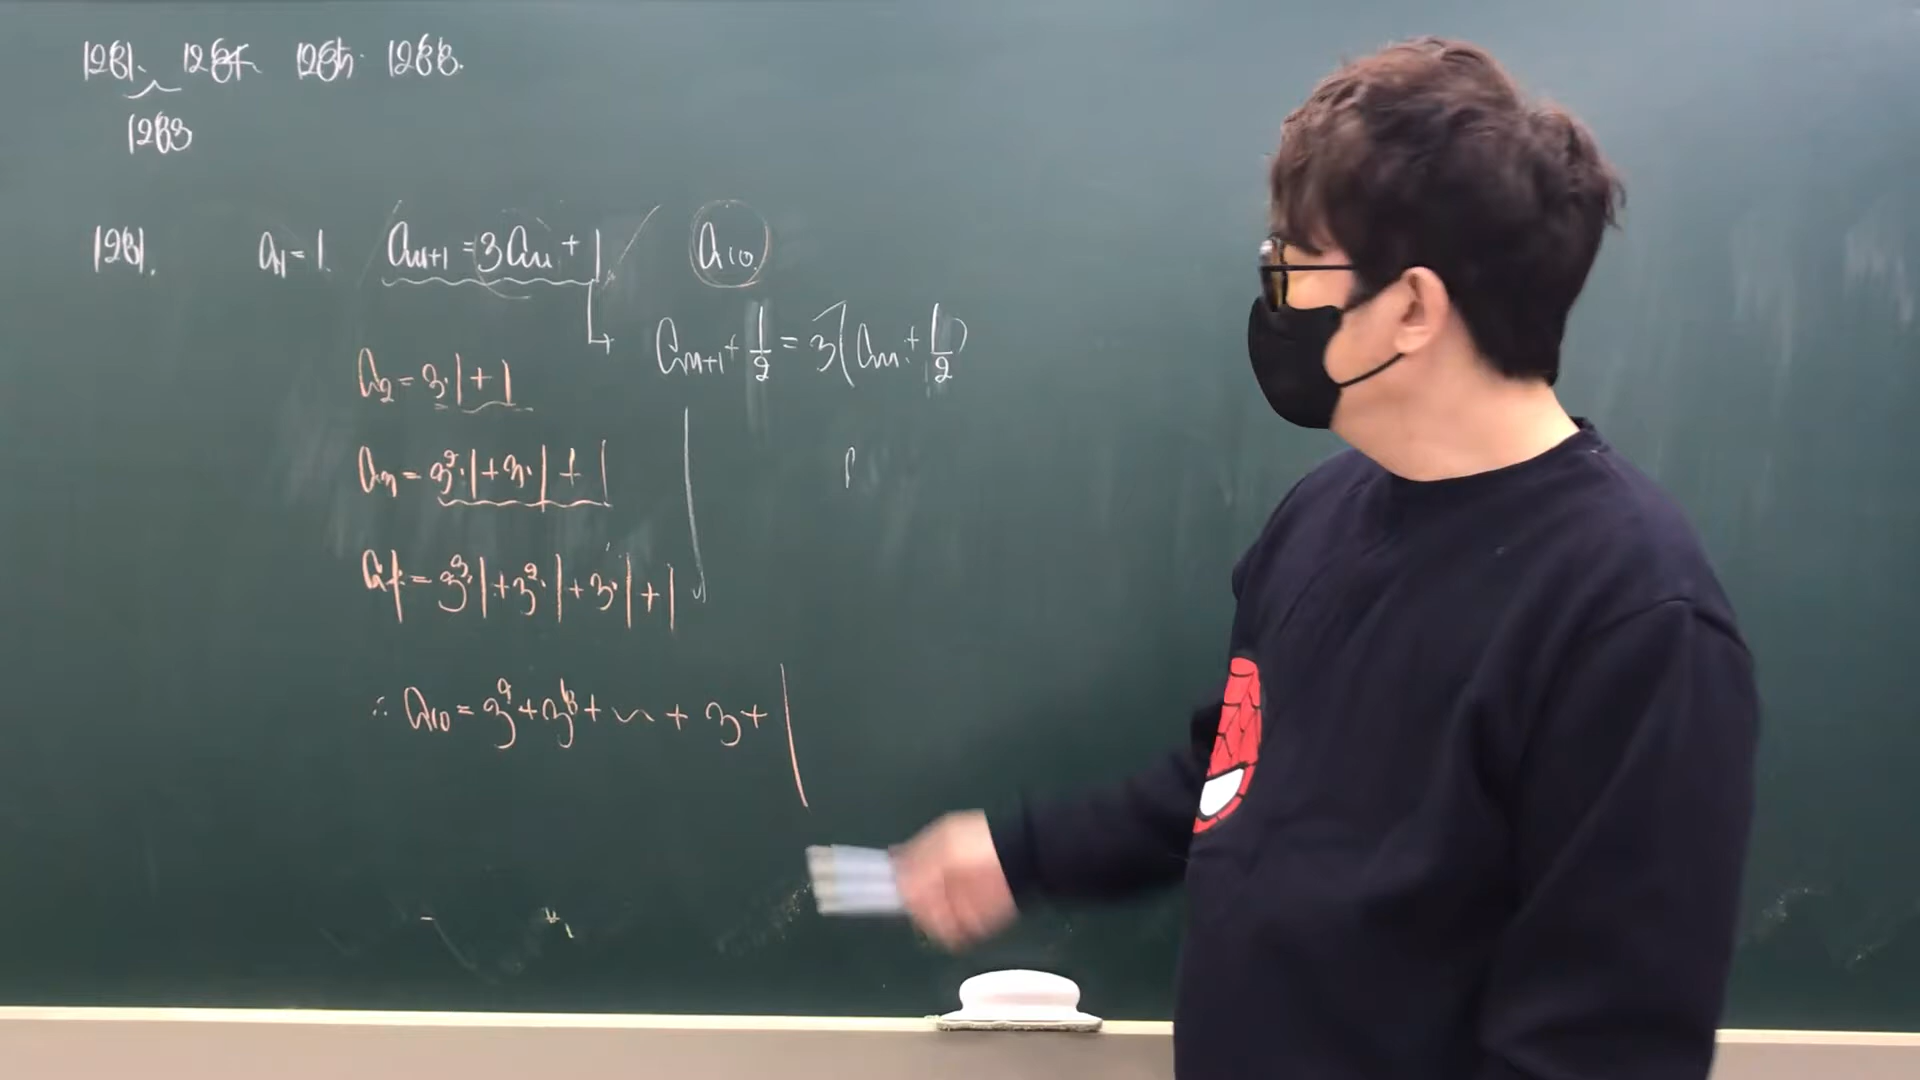 1281. 1284. 1285. 1288.
1283
1281. a₁=1. aₙ₊₁=3aₙ+1 a₁₀.
aₙ₊₁+1/2=3(aₙ+1/2)
a₂=3·1+1
a₃=3²·1+3·1+1
a₄=3³·1+3²·1+3·1+1
∴ a₁₀=3⁹+3⁸+~+3+1